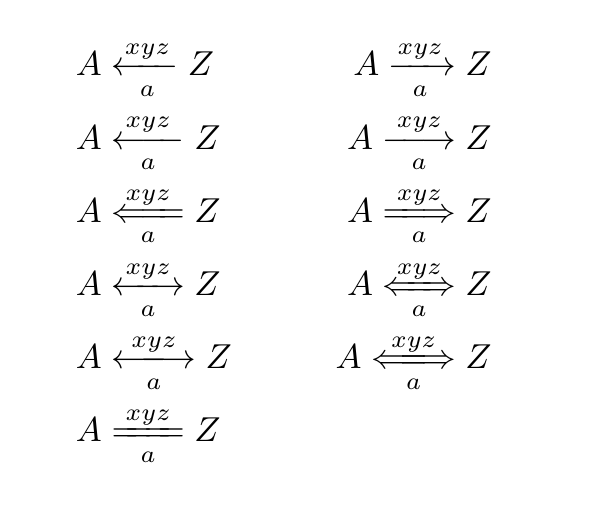 A \xleftarrow[a]{xyz} Z A \xrightarrow[a]{xyz} Z
A \xleftarrow[a]{xyz} Z A \xrightarrow[a]{xyz} Z
A \xLeftarrow[a]{xyz} Z A \xRightarrow[a]{xyz} Z
A \xleftrightarrow[a]{xyz} Z A \xLeftrightarrow[a]{xyz} Z
A \xleftrightarrow[a]{xyz} Z A \xLeftrightarrow[a]{xyz} Z
A \xlongequal[a]{xyz} Z